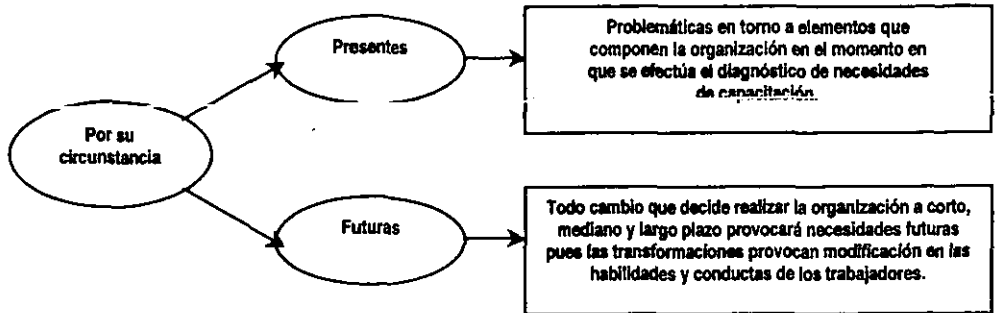 Por su
circunstancia
Presentes
Problemáticas en torno a elementos que
componen la organización en el momento en
que se efectúa el diagnóstico de necesidades
de capacitación.
Futuras
Todo cambio que decide realizar la organización a corto,
mediano y largo plazo provocará necesidades futuras
pues las transformaciones provocan modificación en las
habilidades y conductas de los trabajadores.